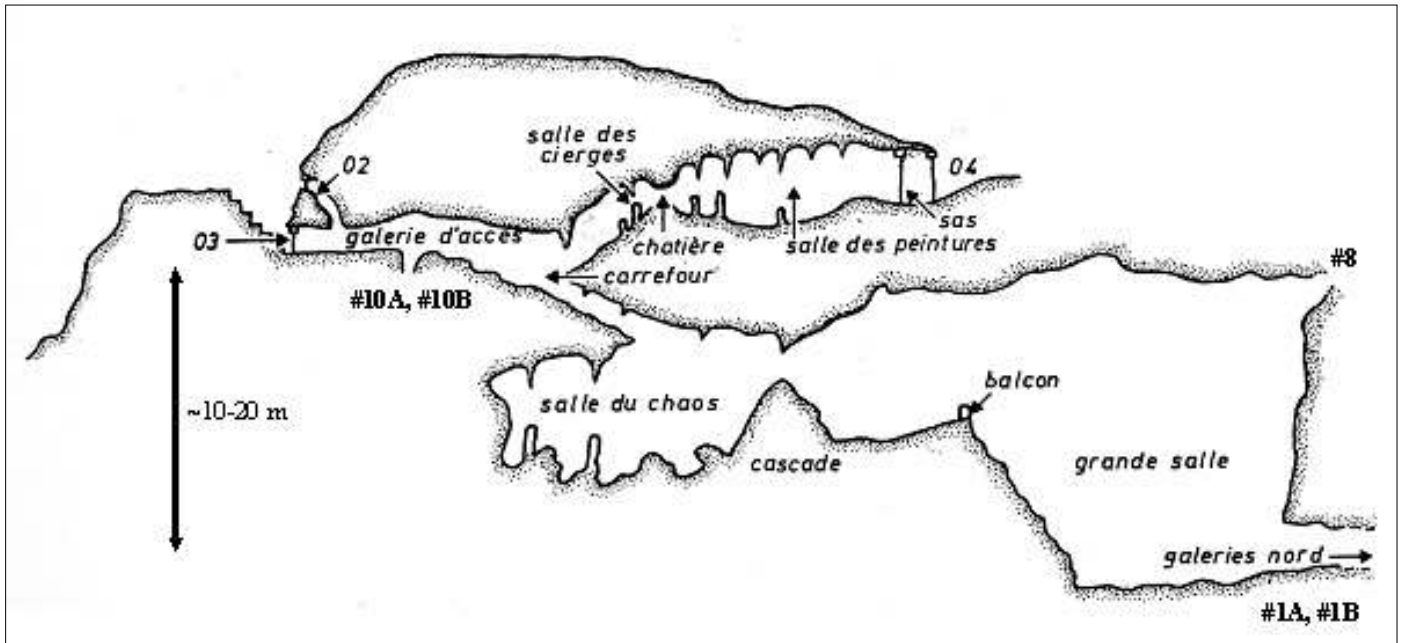 salle des
cierges
02
04
03
galerie d'accès
chatière
sas
salle des peintures
carrefour
#8
#10A, #10B
~10-20 m
salle du chaos
balcon
cascade
grande salle
galeries nord
#1A, #1B